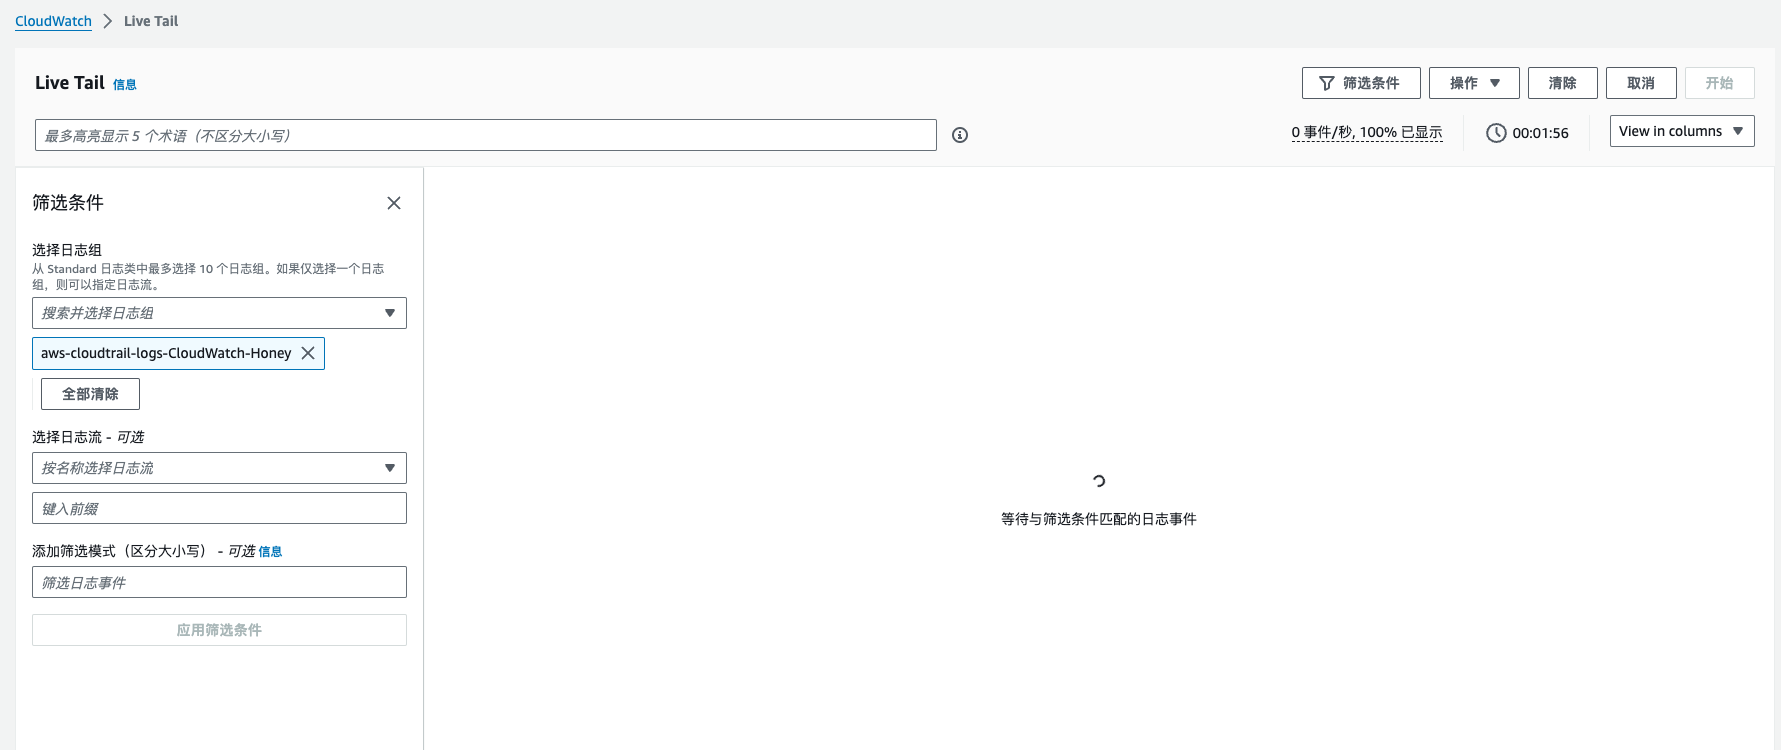 CloudWatch > Live Tail
Live Tail 信息
筛选条件
操作
清除
取消
开始
最多高亮显示 5 个术语（不区分大小写）
0 事件/秒, 100% 已显示
00:01:56
View in columns
筛选条件
选择日志组
从 Standard 日志类中最多选择 10 个日志组。如果仅选择一个日志
组，则可以指定日志流。
搜索并选择日志组
aws-cloudtrail-logs-CloudWatch-Honey
全部清除
选择日志流 - 可选
按名称选择日志流
键入前缀
添加筛选模式（区分大小写） - 可选 信息
筛选日志事件
应用筛选条件
等待与筛选条件匹配的日志事件